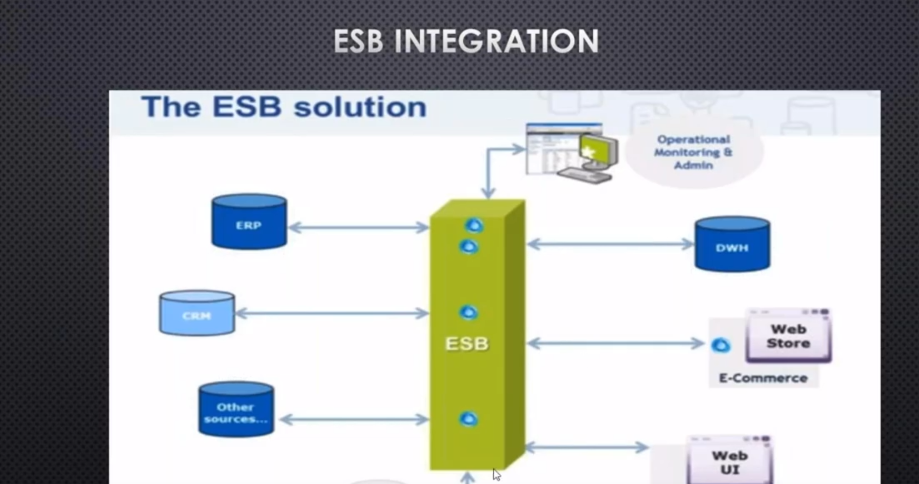 ESB INTEGRATION
The ESB solution
Operational
Monitoring &
Admin
ERP
DWH
CRM
Web
Store
ESB
E-Commerce
Other
sources...
Web
UI